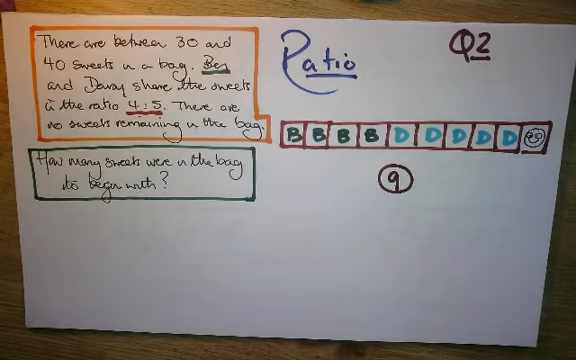 There are between 30 and
40 sweets in a bag. Ben
and Davy share the sweets
in the ratio 4:5. There are
no sweets remaining in the bag.
How many sweets were in the bag
to begin with?
Ratio
Q2
B B B B D D D D D
9